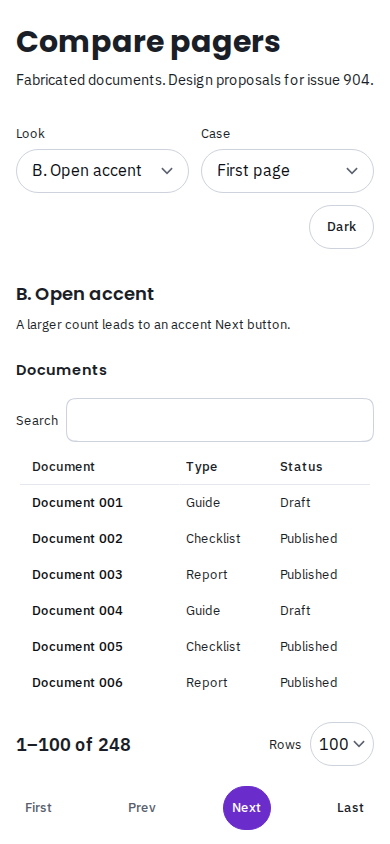 Compare pagers
Fabricated documents. Design proposals for issue 904.
Look Case
B. Open accent First page
Dark
B. Open accent
A larger count leads to an accent Next button.
Documents
Search
Document Type Status
Document 001 Guide Draft
Document 002 Checklist Published
Document 003 Report Published
Document 004 Guide Draft
Document 005 Checklist Published
Document 006 Report Published
1–100 of 248 Rows 100
First Prev Next Last